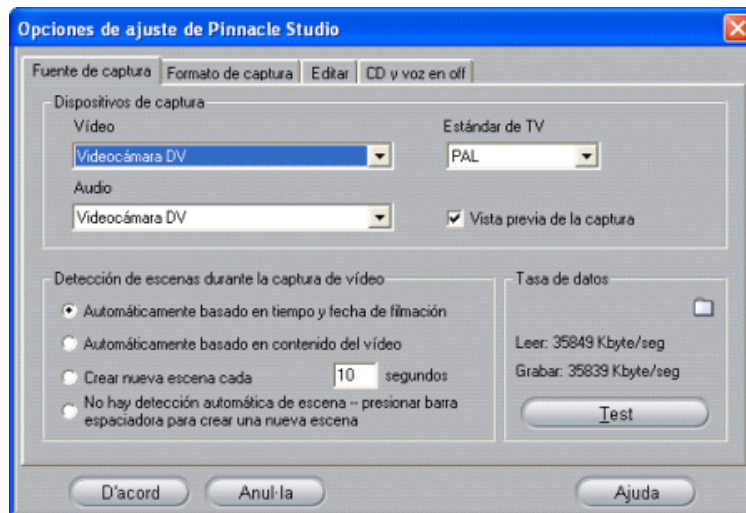 Opciones de ajuste de Pinnacle Studio
Fuente de captura Formato de captura Editar CD y voz en off
Dispositivos de captura
Vídeo Estándar de TV
Videocámara DV PAL
Audio
Videocámara DV Vista previa de la captura
Detección de escenas durante la captura de vídeo Tasa de datos
Automáticamente basado en tiempo y fecha de filmación
Automáticamente basado en contenido del vídeo Leer: 35849 Kbyte/seg
Crear nueva escena cada 10 segundos Grabar: 35839 Kbyte/seg
No hay detección automática de escena -- presionar barra
espaciadora para crear una nueva escena Test
D'acord Anul·la Ajuda